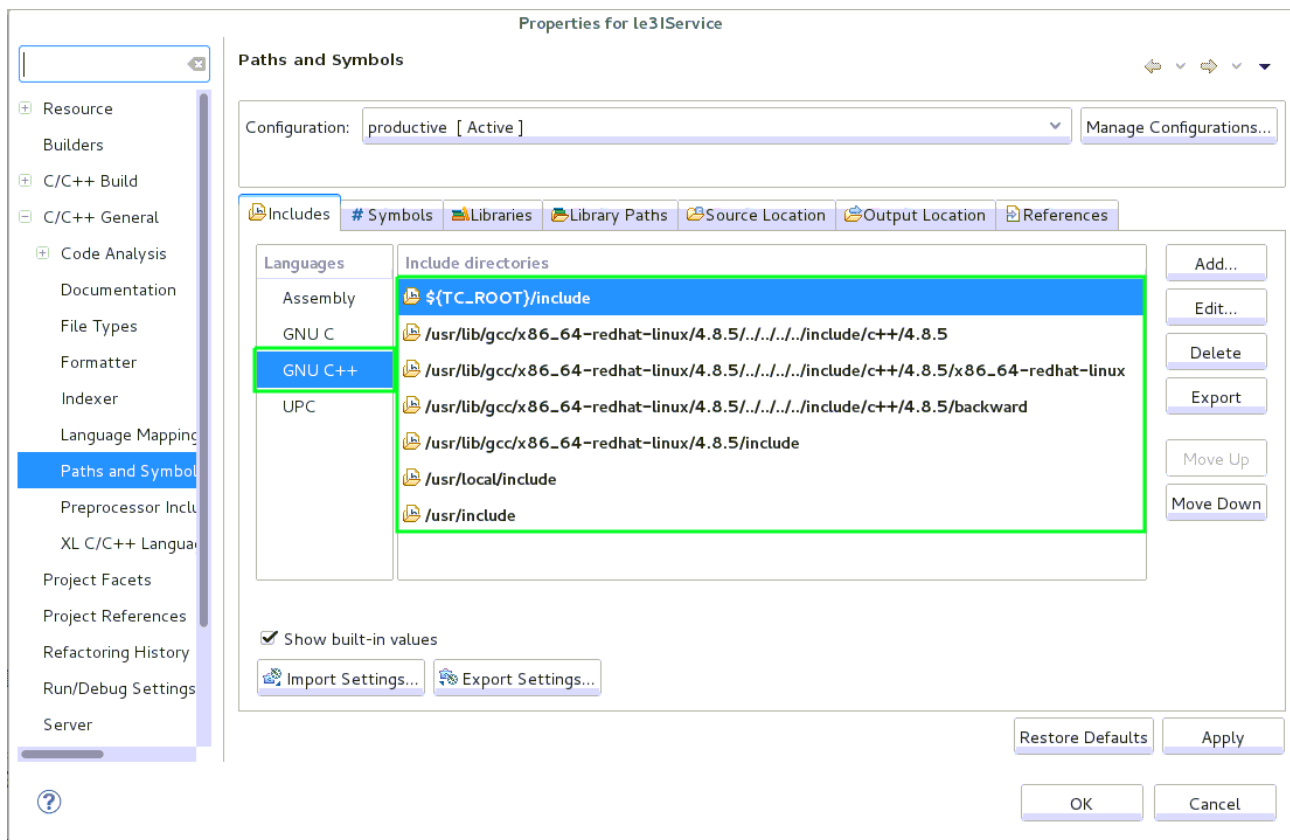 Properties for le3lService
Paths and Symbols
Resource
Builders
C/C++ Build
C/C++ General
Code Analysis
Documentation
File Types
Formatter
Indexer
Language Mapping
Paths and Symbol
Preprocessor Inclu
XL C/C++ Languag
Project Facets
Project References
Refactoring History
Run/Debug Settings
Server
Configuration: productive [ Active ] Manage Configurations...
Includes # Symbols Libraries Library Paths Source Location Output Location References
Languages
Assembly
GNU C
GNU C++
UPC
Include directories
${TC_ROOT}/include
/usr/lib/gcc/x86_64-redhat-linux/4.8.5/../../../../include/c++/4.8.5
/usr/lib/gcc/x86_64-redhat-linux/4.8.5/../../../../include/c++/4.8.5/x86_64-redhat-linux
/usr/lib/gcc/x86_64-redhat-linux/4.8.5/../../../../include/c++/4.8.5/backward
/usr/lib/gcc/x86_64-redhat-linux/4.8.5/include
/usr/local/include
/usr/include
Add...
Edit...
Delete
Export
Move Up
Move Down
Show built-in values
Import Settings... Export Settings...
Restore Defaults Apply
OK Cancel